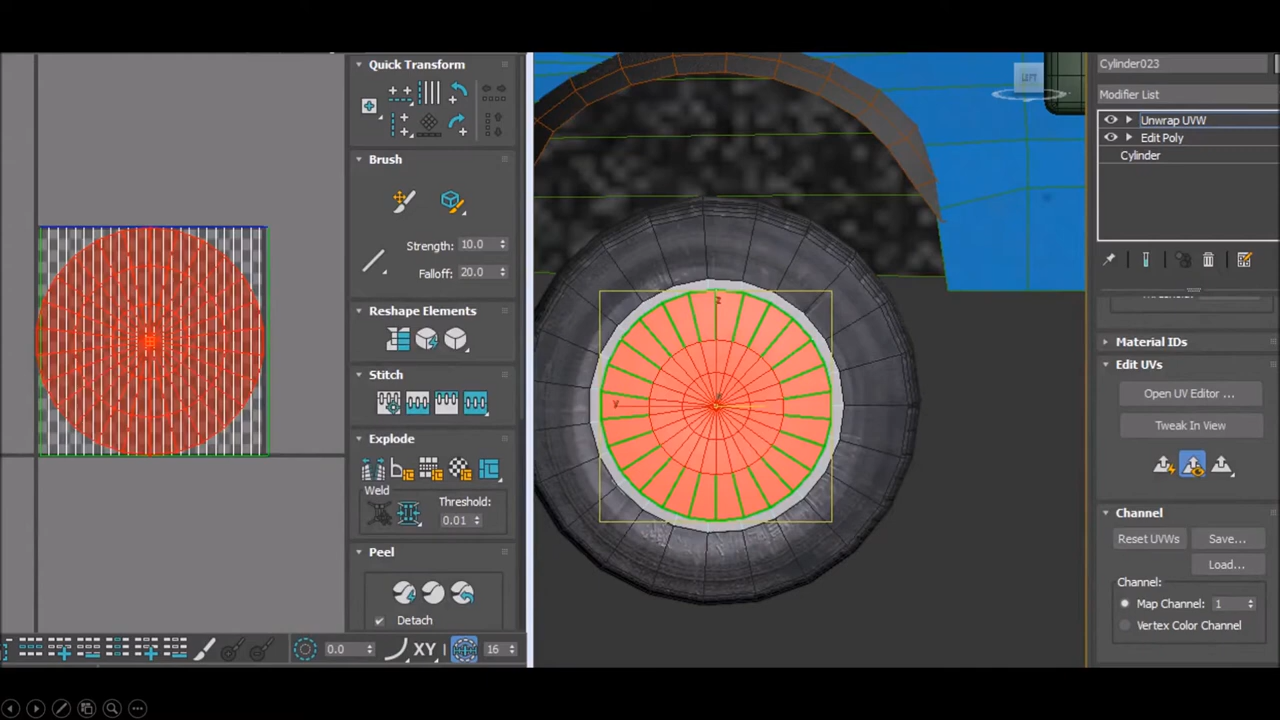 Quick Transform
Brush
Strength: 10.0
Falloff: 20.0
Reshape Elements
Stitch
Explode
Weld
Threshold:
0.01
Peel
Detach
0.0
XY
16
LEFT
z
y
Cylinder023
Modifier List
Unwrap UVW
Edit Poly
Cylinder
Material IDs
Edit UVs
Open UV Editor ...
Tweak In View
Channel
Reset UVWs
Save...
Load...
Channel:
Map Channel: 1
Vertex Color Channel